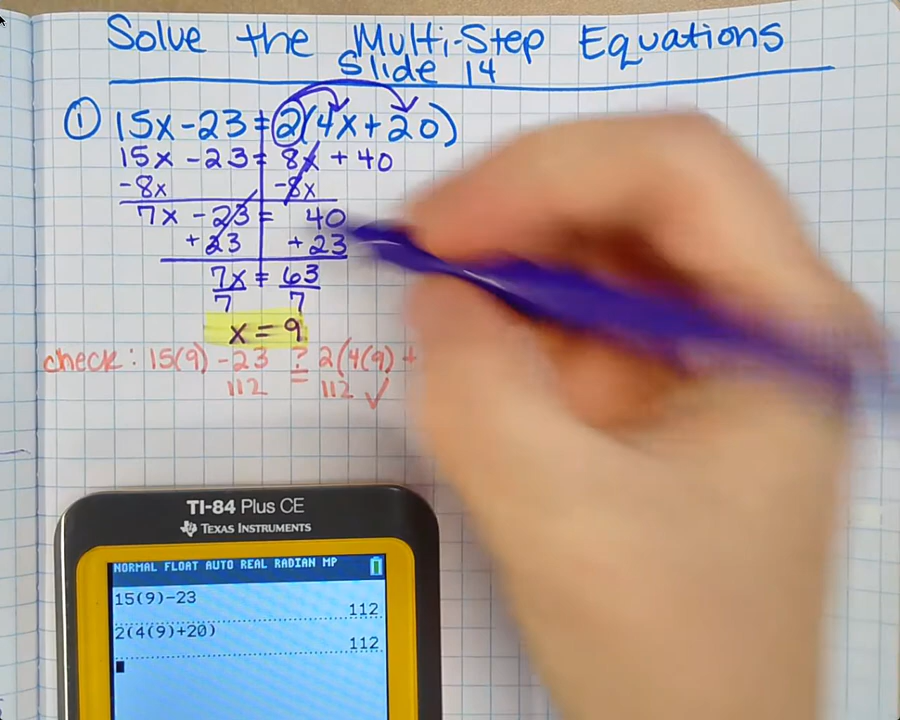 Solve the Multi-Step Equations
Slide 14
① 15x - 23 = 2(4x + 20)
15x - 23 = 8x + 40
-8x -8x
7x - 23 = 40
+23 +23
7x = 63
7 7
x = 9
check: 15(9) - 23 ?= 2(4(9) +
112 112 ✓
TI-84 Plus CE
TEXAS INSTRUMENTS
NORMAL FLOAT AUTO REAL RADIAN MP
15(9)-23
112
2(4(9)+20)
112